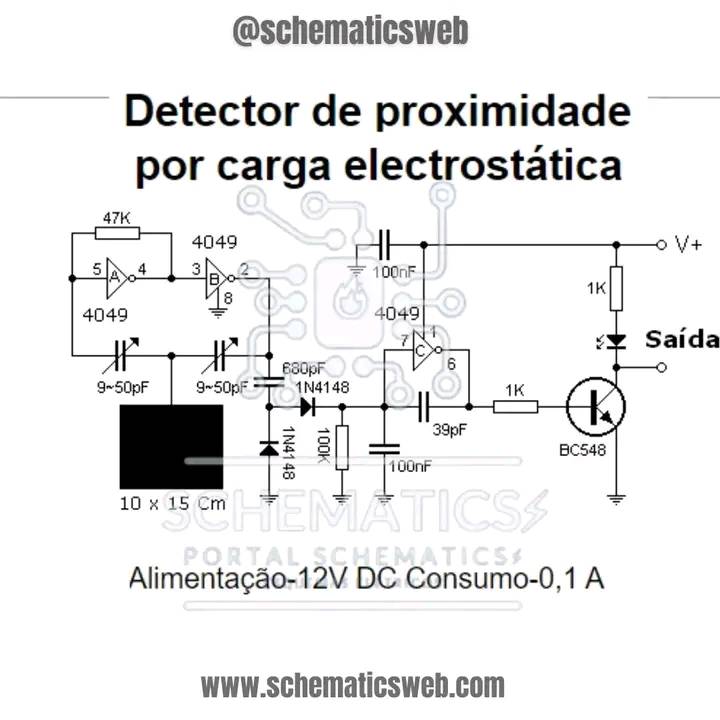 @schematicsweb
Detector de proximidade
por carga electrostática
47K
4049
5 A 4
3 B 2
8
4049
9~50pF
9~50pF
10 x 15 Cm
680pF
1N4148
1N4148
100K
100nF
100nF
4049
1
7 C
6
39pF
1K
1K
V+
Saída
BC548
SCHEMATICS
PORTAL SCHEMATICS
Alimentação-12V DC Consumo-0,1 A
www.schematicsweb.com